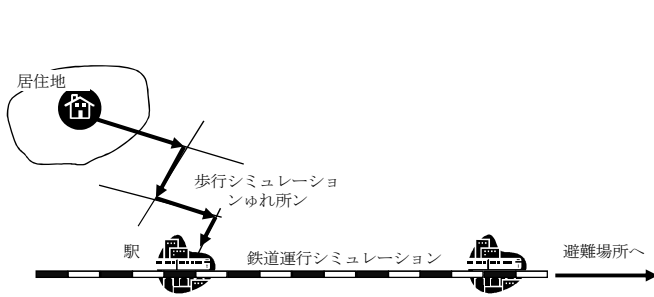 居住地
歩行シミュレーショ
ンゅれ所ン
駅
鉄道運行シミュレーション
避難場所へ